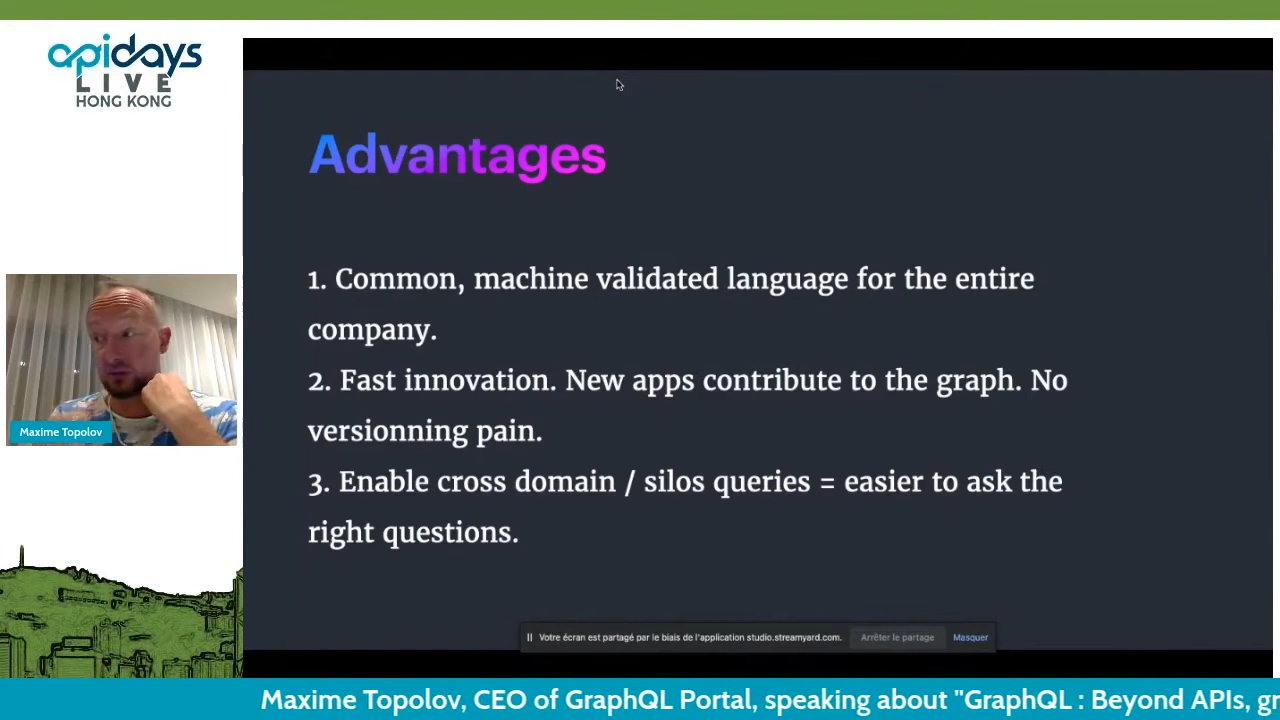 apidays
LIVE
HONG KONG
Advantages
1. Common, machine validated language for the entire
company.
2. Fast innovation. New apps contribute to the graph. No
versionning pain.
3. Enable cross domain / silos queries = easier to ask the
right questions.
Maxime Topolov
Votre écran est partagé par le biais de l'application studio.streamyard.com.
Arrêter le partage
Masquer
Maxime Topolov, CEO of GraphQL Portal, speaking about "GraphQL : Beyond APIs, gr